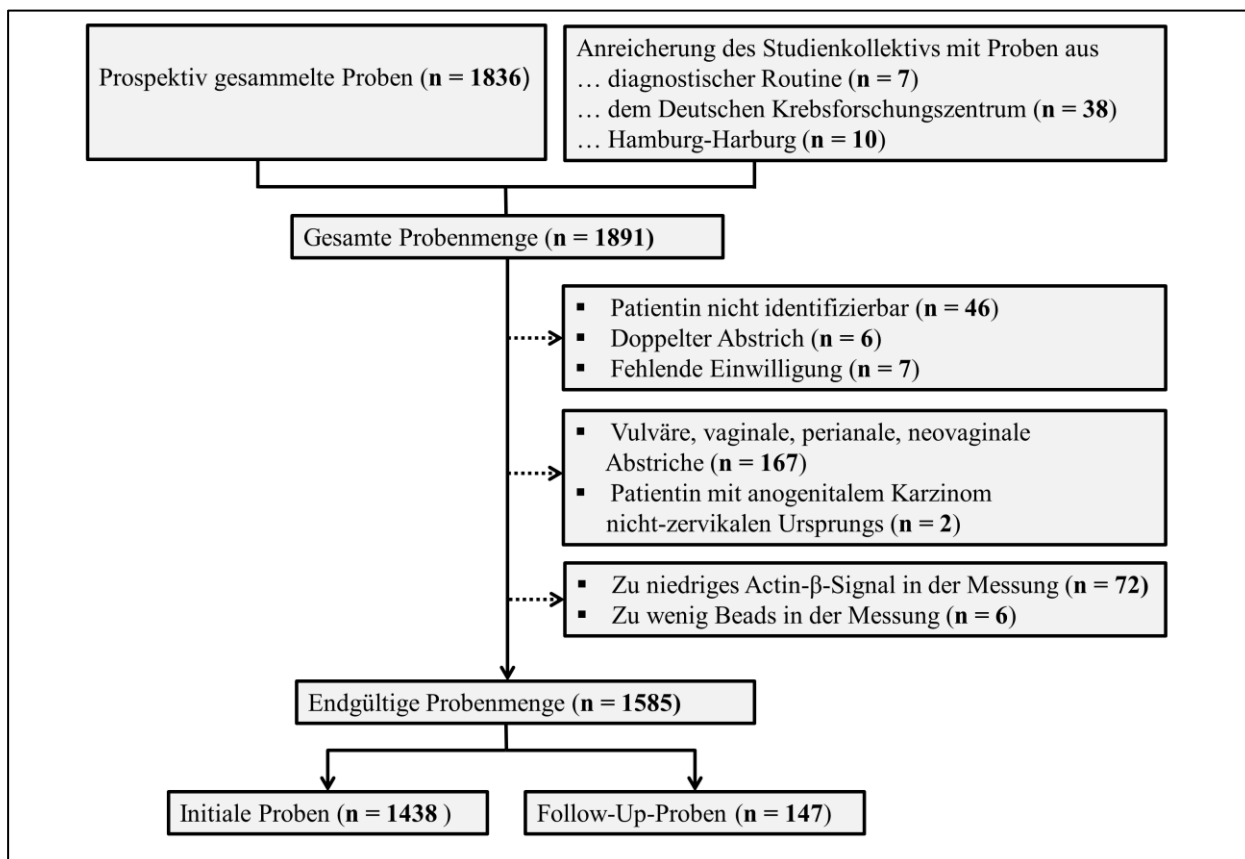 Prospektiv gesammelte Proben (n = 1836)
Anreicherung des Studienkollektivs mit Proben aus
… diagnostischer Routine (n = 7)
… dem Deutschen Krebsforschungszentrum (n = 38)
… Hamburg-Harburg (n = 10)
Gesamte Probenmenge (n = 1891)
▪ Patientin nicht identifizierbar (n = 46)
▪ Doppelter Abstrich (n = 6)
▪ Fehlende Einwilligung (n = 7)
▪ Vulväre, vaginale, perianale, neovaginale
Abstriche (n = 167)
▪ Patientin mit anogenitalem Karzinom
nicht-zervikalen Ursprungs (n = 2)
▪ Zu niedriges Actin-β-Signal in der Messung (n = 72)
▪ Zu wenig Beads in der Messung (n = 6)
Endgültige Probenmenge (n = 1585)
Initiale Proben (n = 1438 )
Follow-Up-Proben (n = 147)